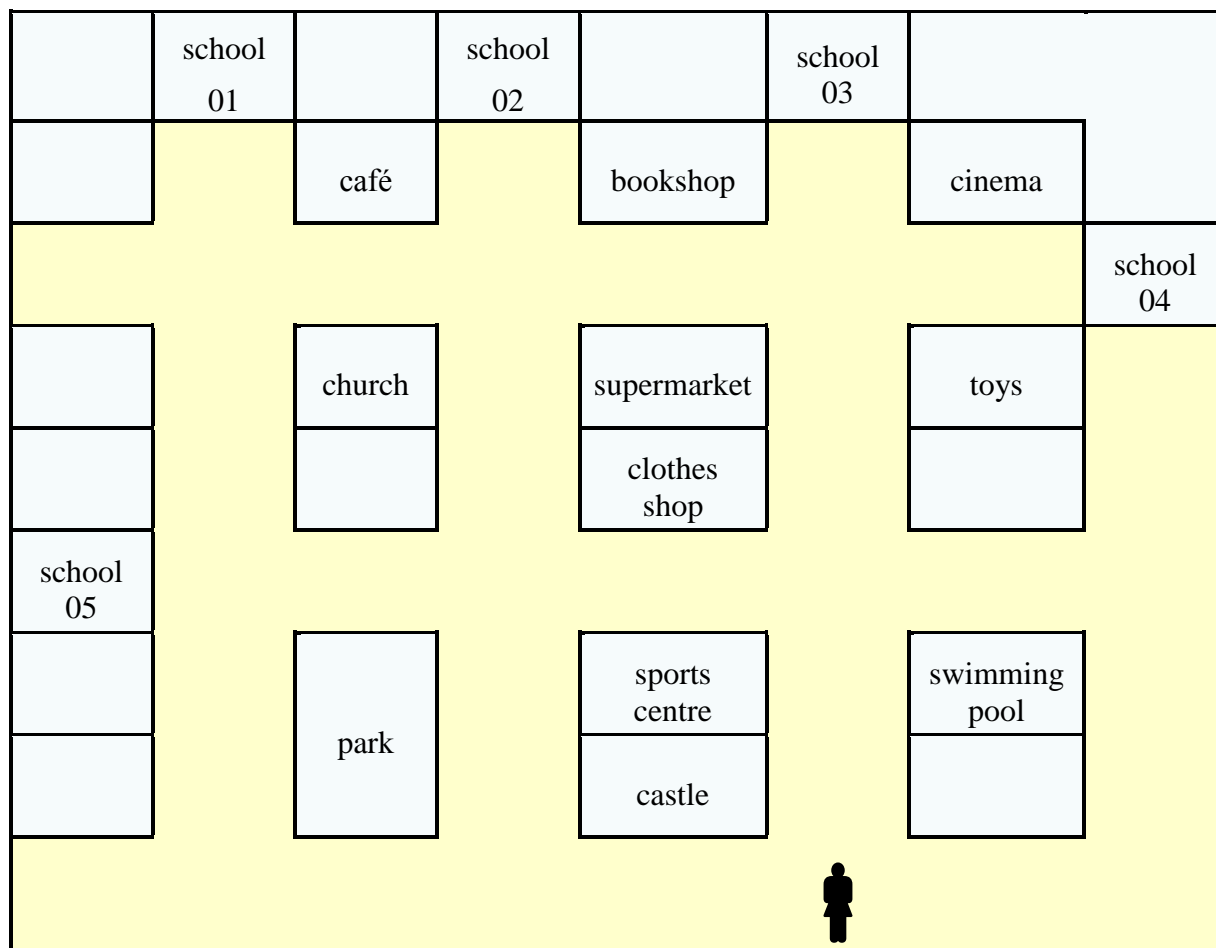 school
01
school
02
school
03
café
bookshop
cinema
school
04
church
supermarket
toys
clothes
shop
school
05
sports
centre
swimming
pool
park
castle